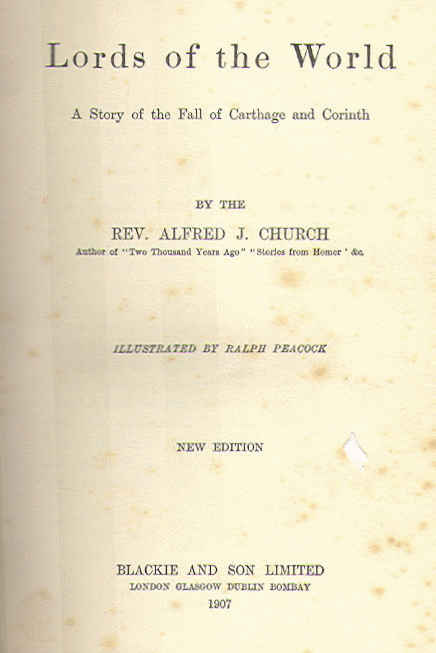 Lords of the World
A Story of the Fall of Carthage and Corinth
BY THE
REV. ALFRED J. CHURCH
Author of "Two Thousand Years Ago" "Stories from Homer' &c.
ILLUSTRATED BY RALPH PEACOCK
NEW EDITION
BLACKIE AND SON LIMITED
LONDON GLASGOW DUBLIN BOMBAY
1907